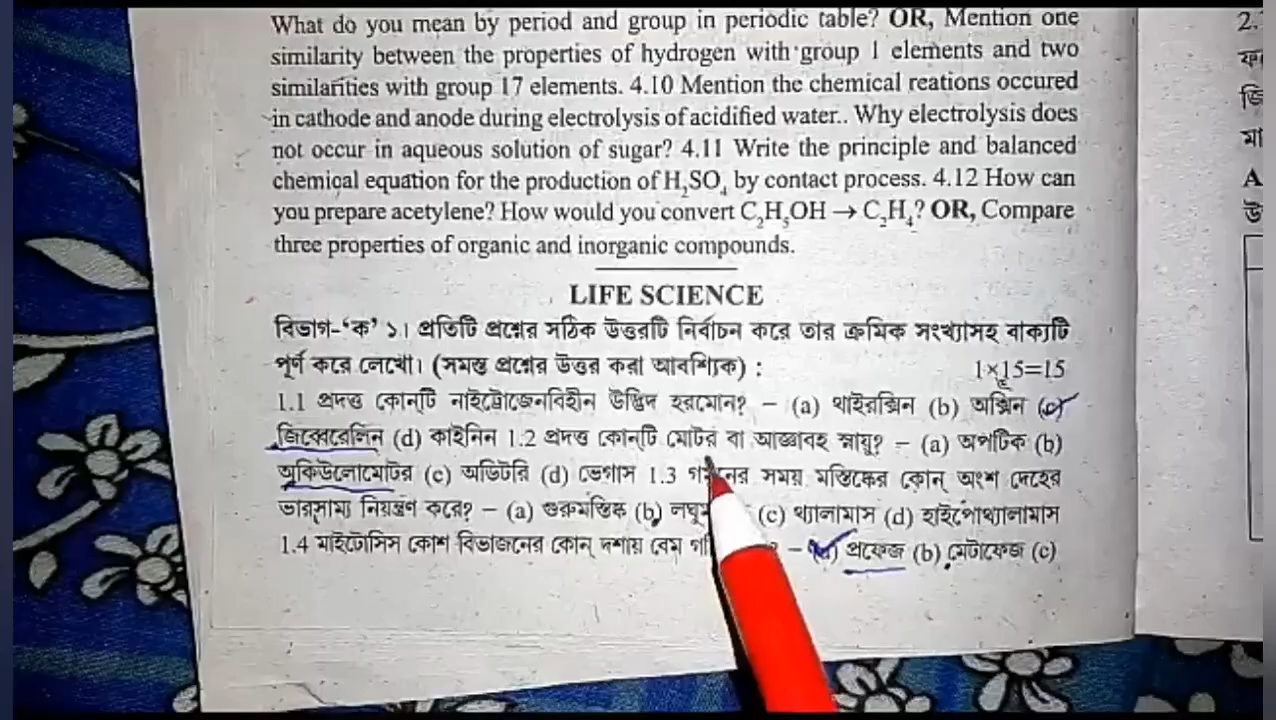 What do you mean by period and group in periodic table? OR, Mention one
similarity between the properties of hydrogen with group 1 elements and two
similarities with group 17 elements. 4.10 Mention the chemical reations occured
in cathode and anode during electrolysis of acidified water.. Why electrolysis does
not occur in aqueous solution of sugar? 4.11 Write the principle and balanced
chemical equation for the production of H₂SO₄ by contact process. 4.12 How can
you prepare acetylene? How would you convert C₂H₅OH → C₂H₄? OR, Compare
three properties of organic and inorganic compounds.
LIFE SCIENCE
বিভাগ-‘ক’ ১। প্রতিটি প্রশ্নের সঠিক উত্তরটি নির্বাচন করে তার ক্রমিক সংখ্যাসহ বাক্যটি
পূর্ণ করে লেখো। (সমস্ত প্রশ্নের উত্তর করা আবশ্যিক) : 1×15=15
1.1 প্রদত্ত কোন্‌টি নাইট্রোজেনবিহীন উদ্ভিদ হরমোন? – (a) থাইরক্সিন (b) অক্সিন (c)
জিব্বেরেলিন (d) কাইনিন 1.2 প্রদত্ত কোন্‌টি মোটর বা আজ্ঞাবহ স্নায়ু? – (a) অপটিক (b)
অকিউলোমোটর (c) অডিটরি (d) ভেগাস 1.3 সময় মস্তিষ্কের কোন্ অংশ দেহের
ভারসাম্য নিয়ন্ত্রণ করে? – (a) গুরুমস্তিষ্ক (b) (c) থ্যালামাস (d) হাইপোথ্যালামাস
1.4 মাইটোসিস কোশ বিভাজনের কোন্ দশায় বেম – (a) প্রফেজ (b) মেটাফেজ (c)
2.
জি
মা
A
উ